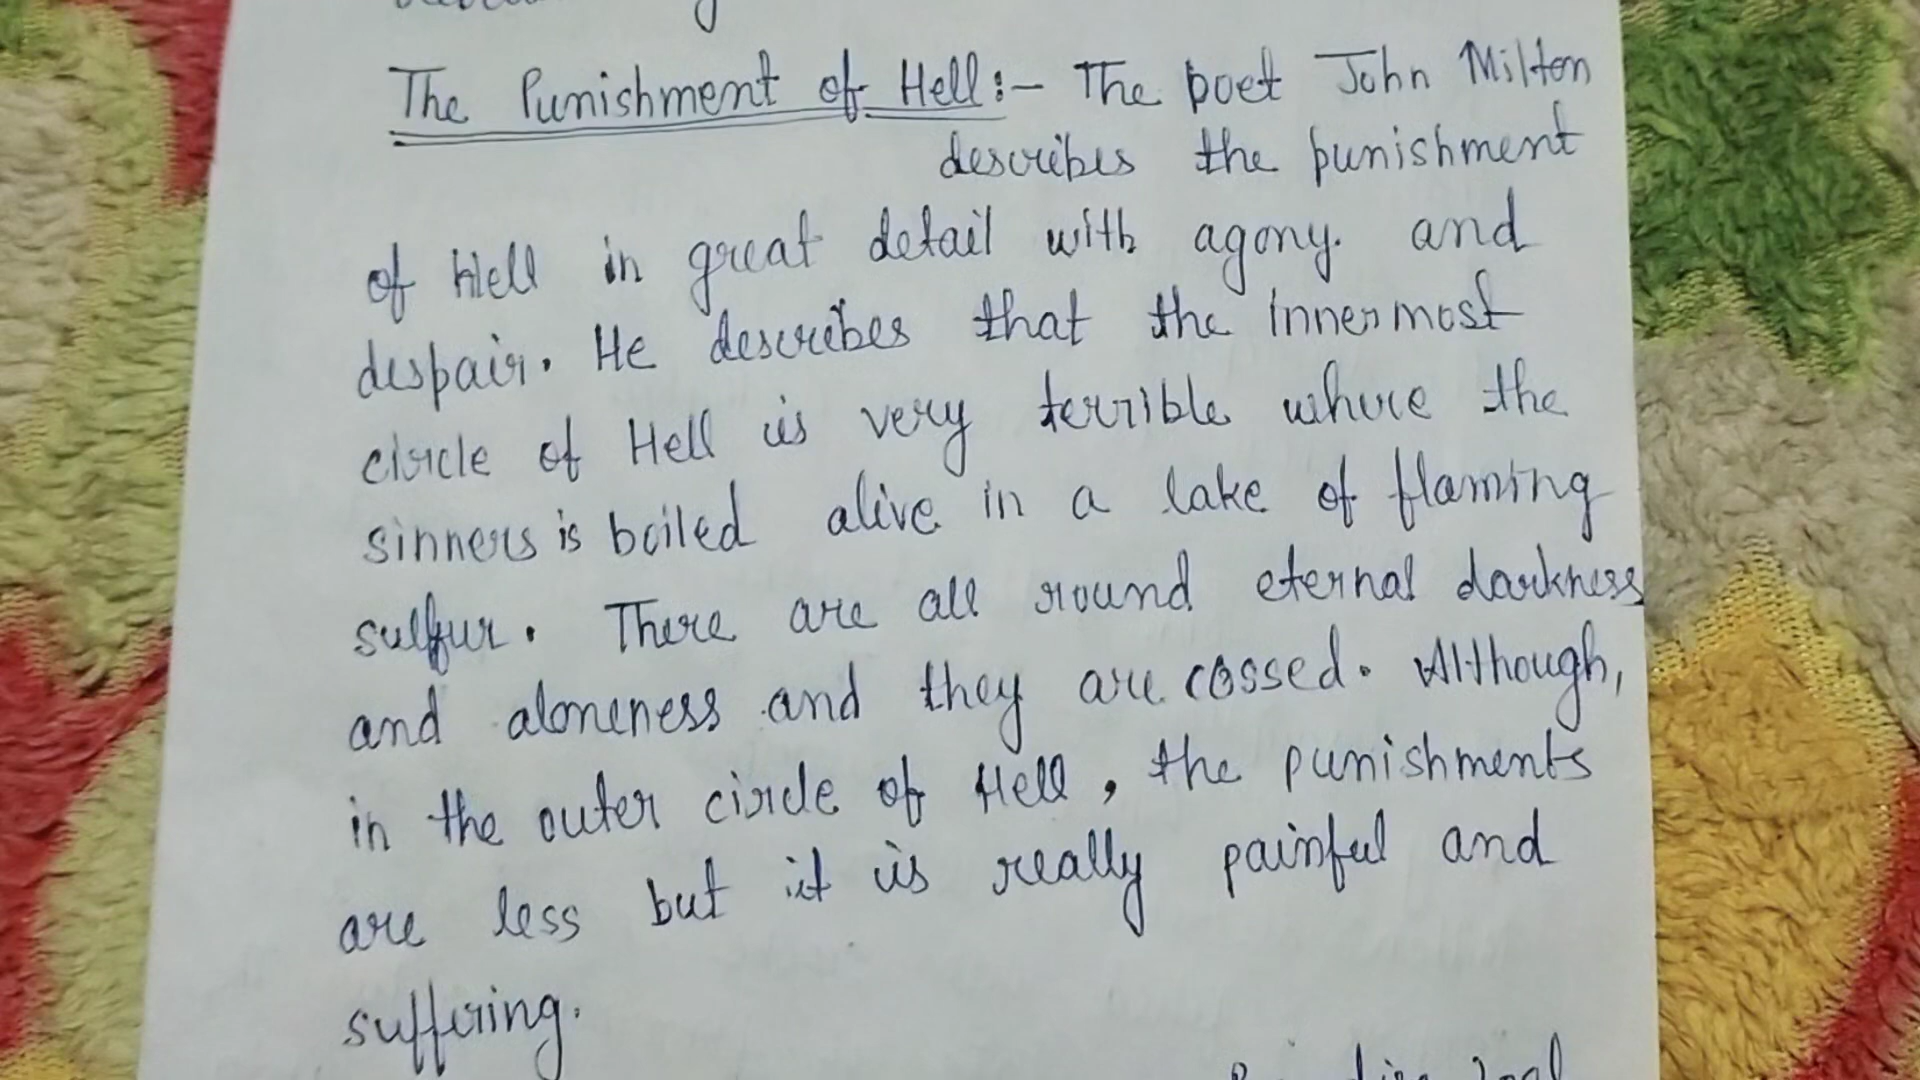 The Punishment of Hell :- The poet John Milton
describes the punishment
of Hell in great detail with agony. and
despair. He describes that the innermost
circle of Hell is very terrible where the
sinners is boiled alive in a lake of flaming
sulfur. There are all round eternal darkness
and aloneness and they are cossed. Although,
in the outer circle of Hell, the punishments
are less but it is really painful and
suffering.